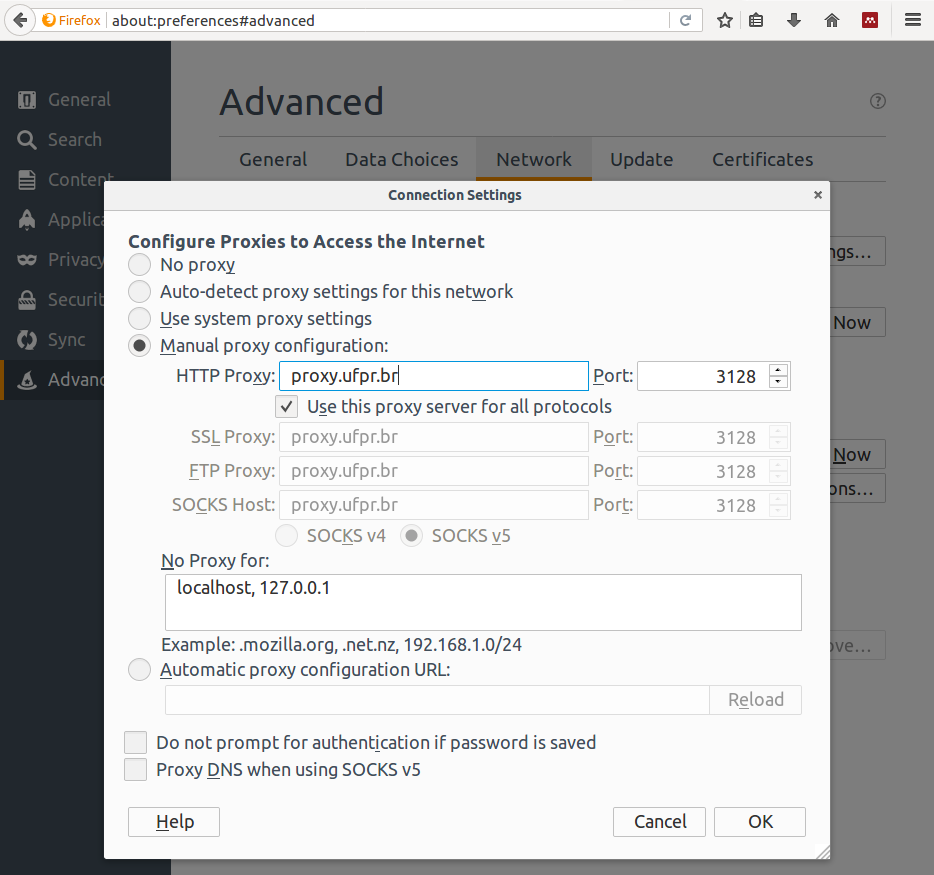 Firefox about:preferences#advanced
General
Search
Content
Applica
Privacy
Securit
Sync
Advanc
Advanced
General Data Choices Network Update Certificates
ngs...
Now
Now
ons...
ove...
Connection Settings
Configure Proxies to Access the Internet
No proxy
Auto-detect proxy settings for this network
Use system proxy settings
Manual proxy configuration:
HTTP Proxy: proxy.ufpr.br Port: 3128
Use this proxy server for all protocols
SSL Proxy: proxy.ufpr.br Port: 3128
FTP Proxy: proxy.ufpr.br Port: 3128
SOCKS Host: proxy.ufpr.br Port: 3128
SOCKS v4 SOCKS v5
No Proxy for:
localhost, 127.0.0.1
Example: .mozilla.org, .net.nz, 192.168.1.0/24
Automatic proxy configuration URL:
Reload
Do not prompt for authentication if password is saved
Proxy DNS when using SOCKS v5
Help Cancel OK